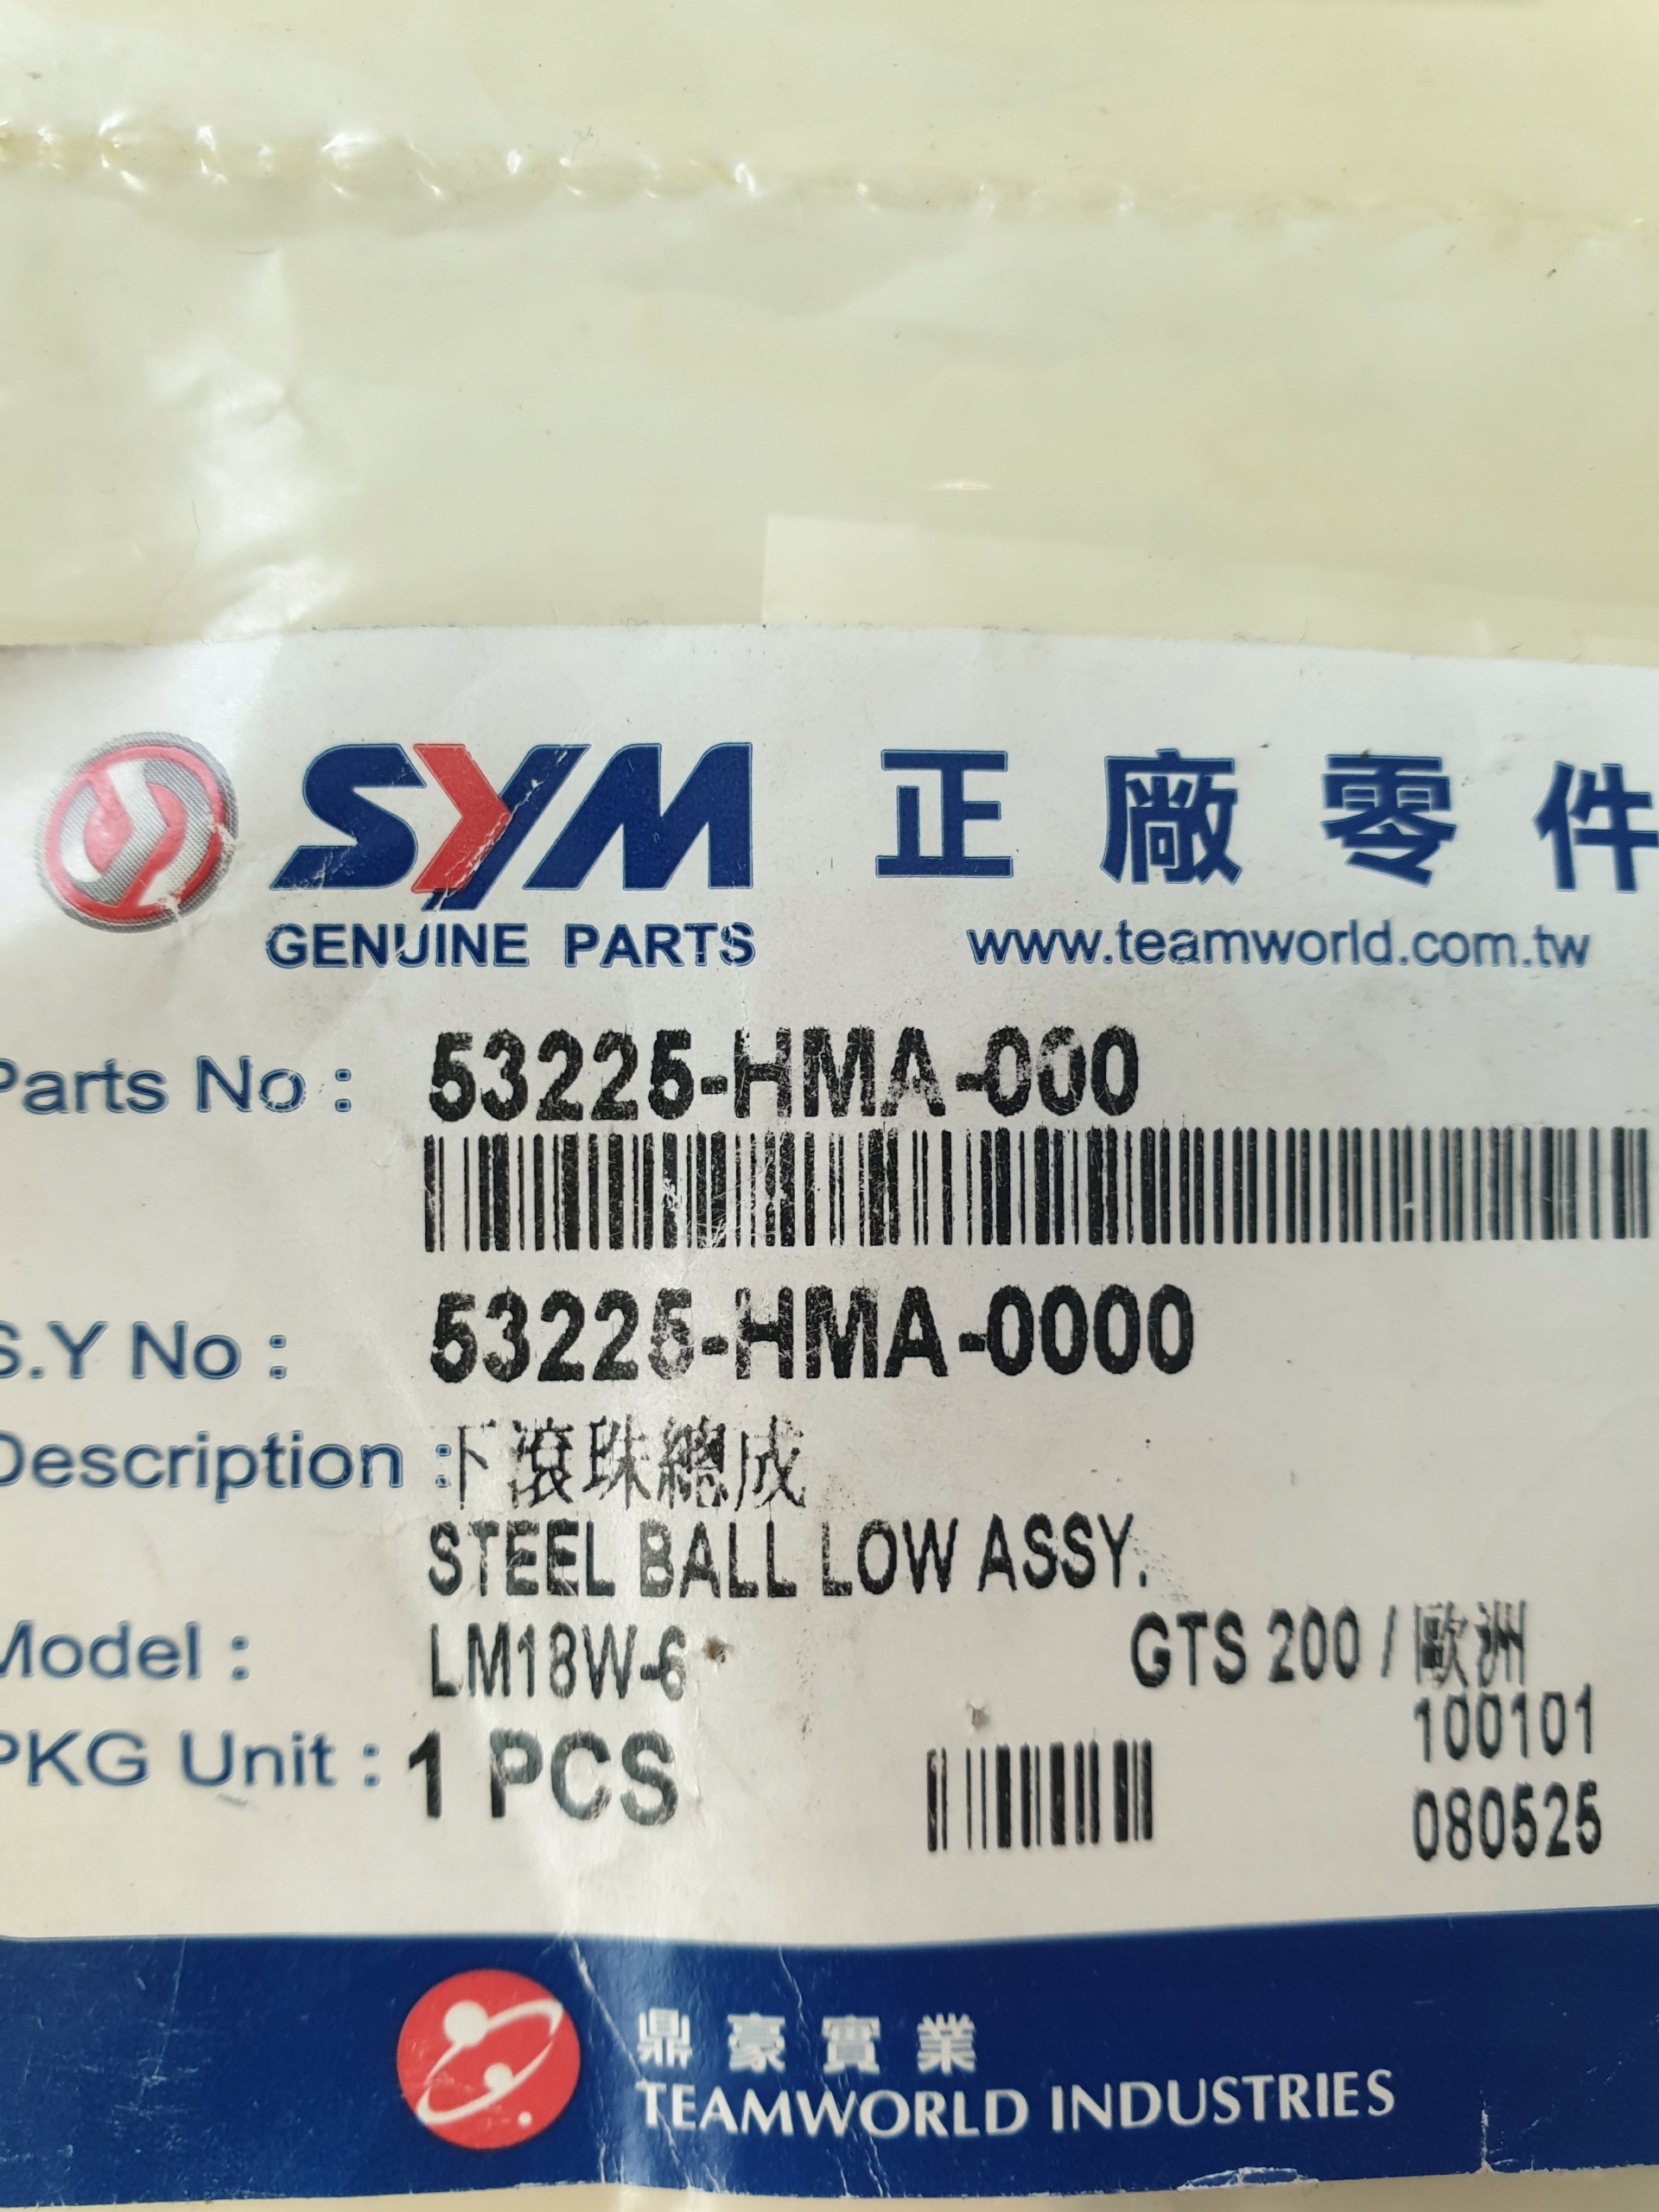 SYM 正廠零件
GENUINE PARTS www.teamworld.com.tw
Parts No : 53225-HMA-000
S.Y No : 53225-HMA-0000
Description : 下滾珠總成
STEEL BALL LOW ASSY.
Model : LM18W-6 GTS 200 / 歐洲
100101
PKG Unit : 1 PCS
080525
鼎豪實業
TEAMWORLD INDUSTRIES